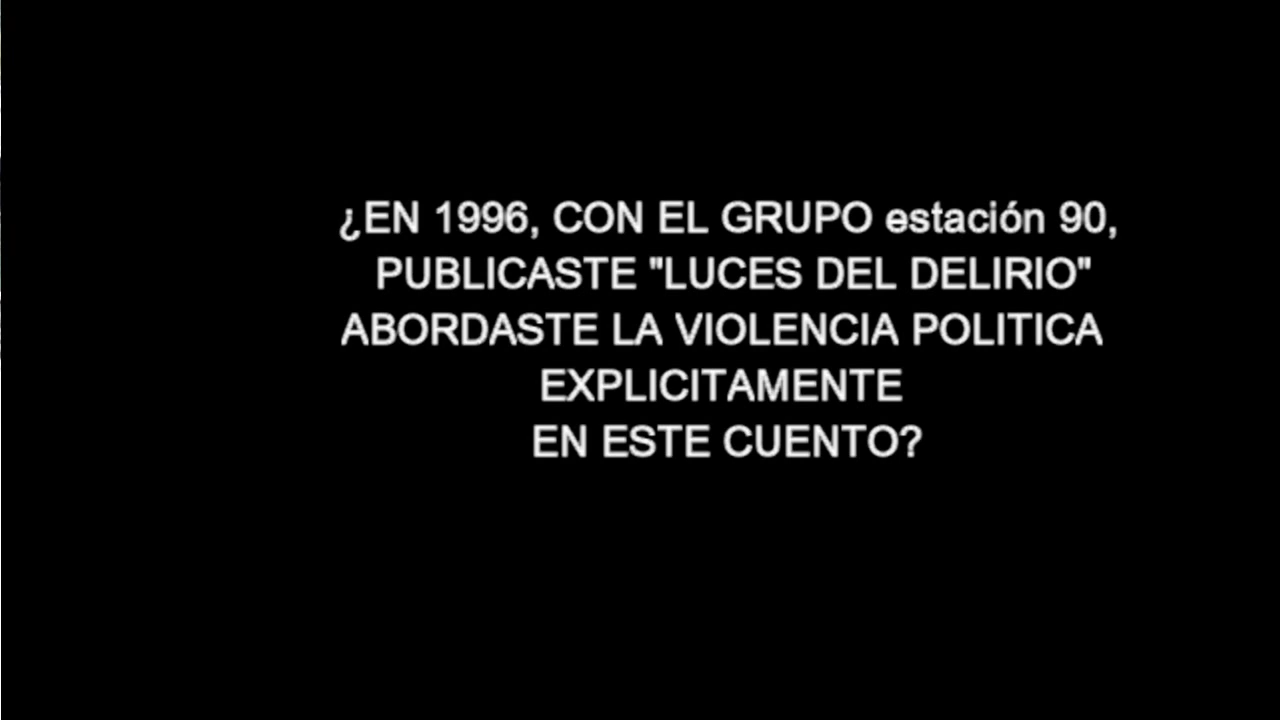 ¿EN 1996, CON EL GRUPO estación 90,
PUBLICASTE "LUCES DEL DELIRIO"
ABORDASTE LA VIOLENCIA POLITICA
EXPLICITAMENTE
EN ESTE CUENTO?